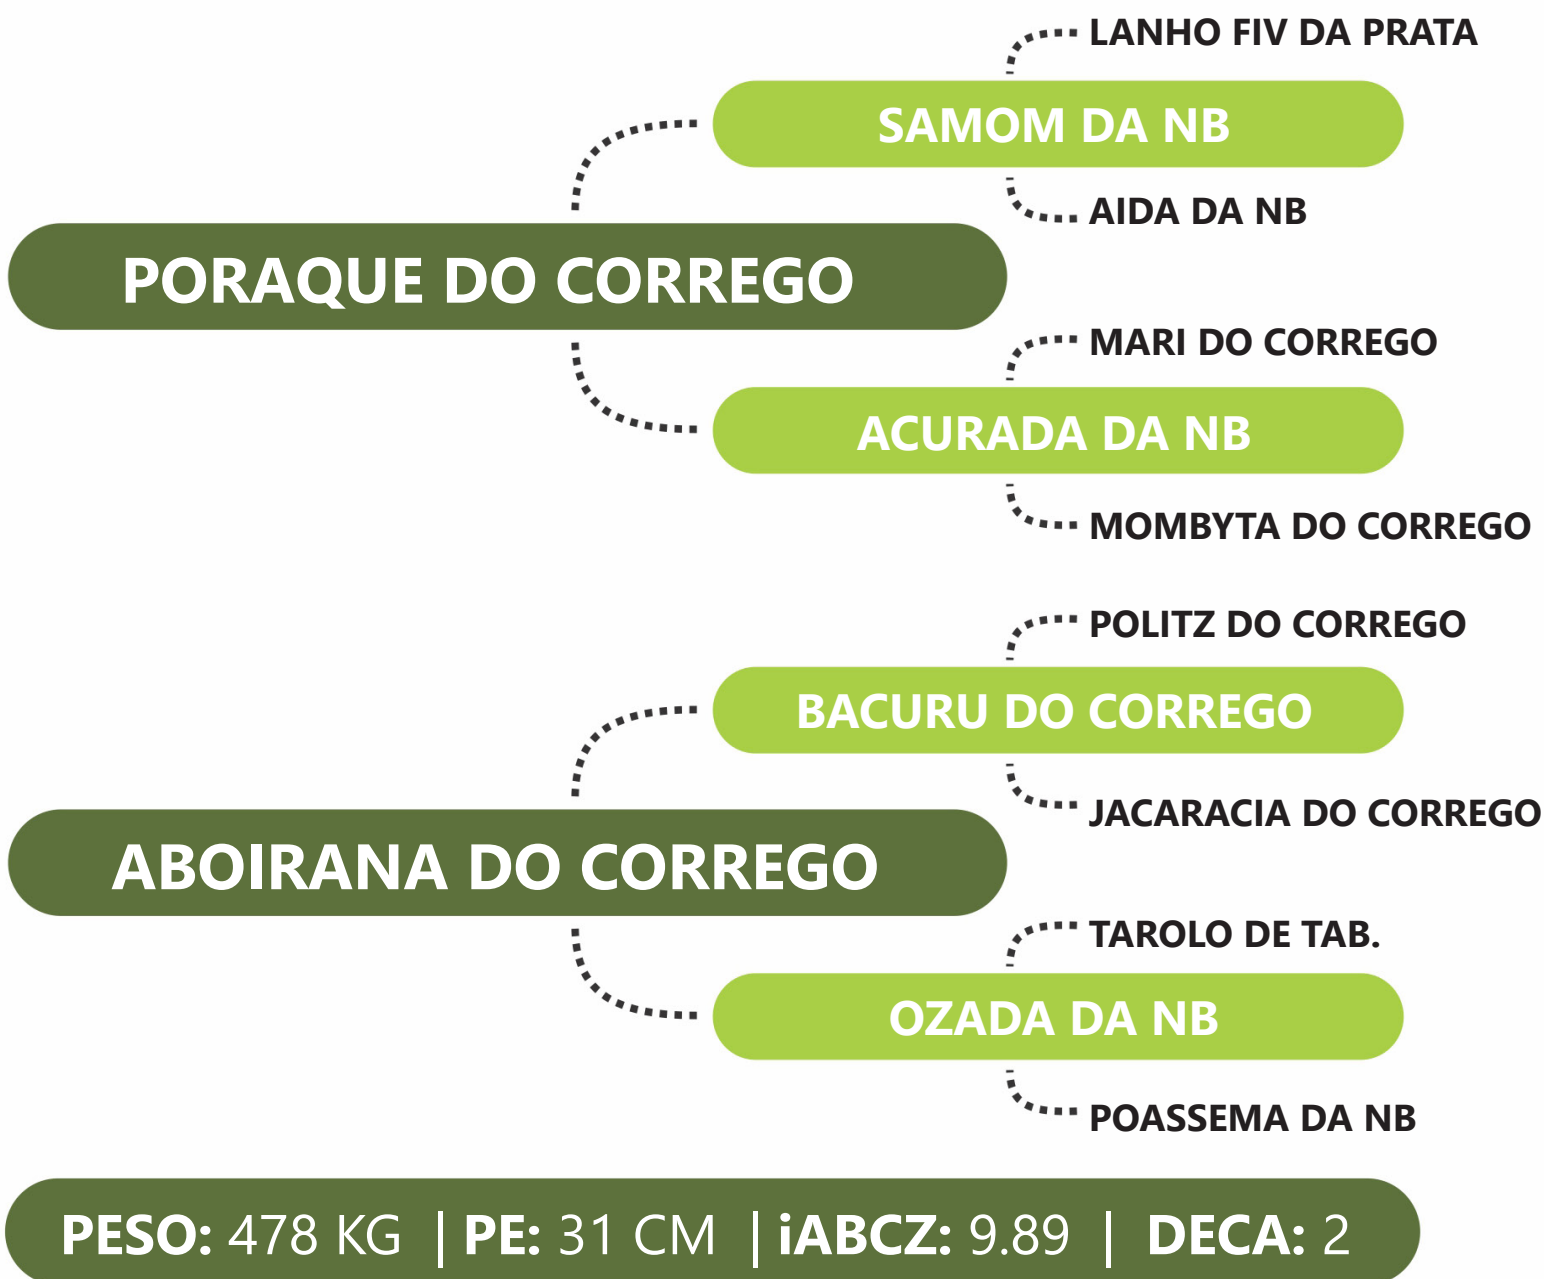 LANHO FIV DA PRATA
SAMOM DA NB
AIDA DA NB
PORAQUE DO CORREGO
MARI DO CORREGO
ACURADA DA NB
MOMBYTA DO CORREGO
POLITZ DO CORREGO
BACURU DO CORREGO
JACARACIA DO CORREGO
ABOIRANA DO CORREGO
TAROLO DE TAB.
OZADA DA NB
POASSEMA DA NB
PESO: 478 KG | PE: 31 CM | iABCZ: 9.89 | DECA: 2